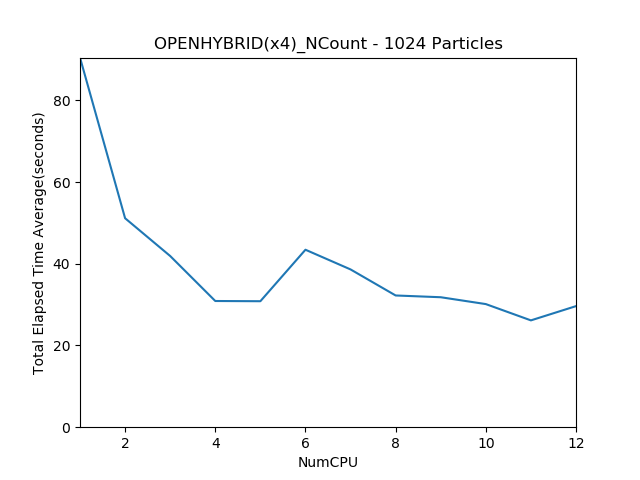 OPENHYBRID(x4)_NCount - 1024 Particles
80
60
40
20
0
Total Elapsed Time Average(seconds)
2 4 6 8 10 12
NumCPU